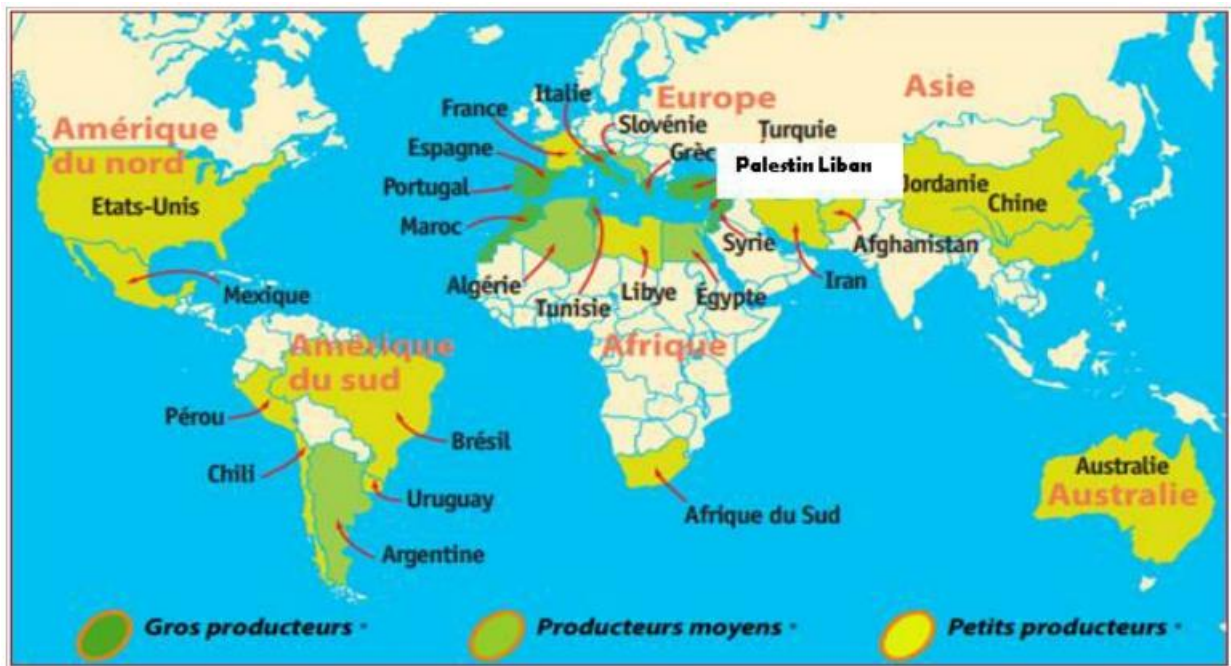 Amérique
du nord
Etats-Unis
Mexique
Amérique
du sud
Pérou
Brésil
Chili
Uruguay
Argentine
Europe
Asie
Italie
France
Slovénie
Turquie
Espagne
Grèc
Palestin Liban
Portugal
Jordanie
Chine
Maroc
Syrie
Afghanistan
Algérie
Tunisie
Libye
Égypte
Iran
Afrique
Afrique du Sud
Australie
Australie
Gros producteurs
Producteurs moyens
Petits producteurs